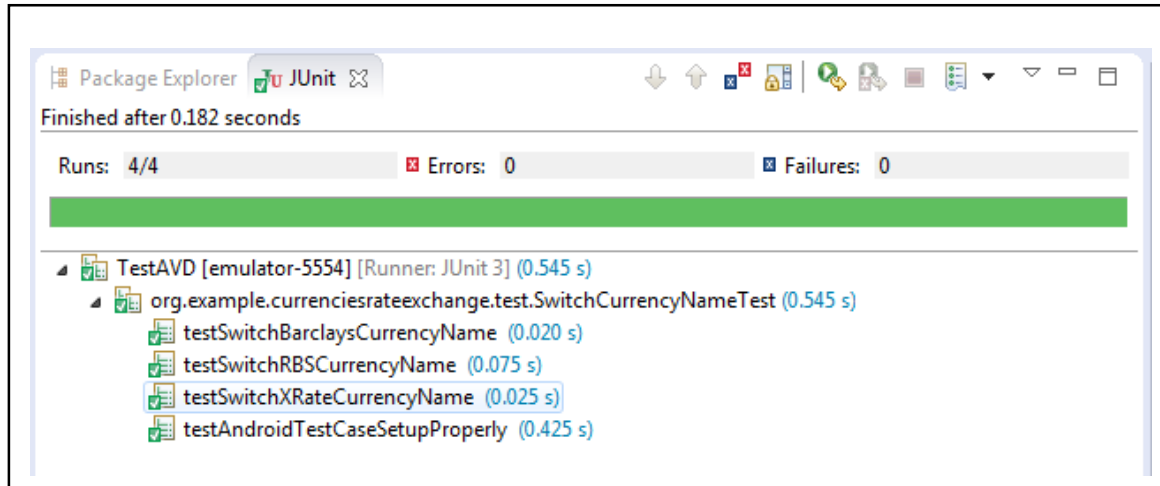 Package Explorer JUnit
Finished after 0.182 seconds
Runs: 4/4 Errors: 0 Failures: 0
TestAVD [emulator-5554] [Runner: JUnit 3] (0.545 s)
org.example.currenciesrateexchange.test.SwitchCurrencyNameTest (0.545 s)
testSwitchBarclaysCurrencyName (0.020 s)
testSwitchRBSCurrencyName (0.075 s)
testSwitchXRateCurrencyName (0.025 s)
testAndroidTestCaseSetupProperly (0.425 s)